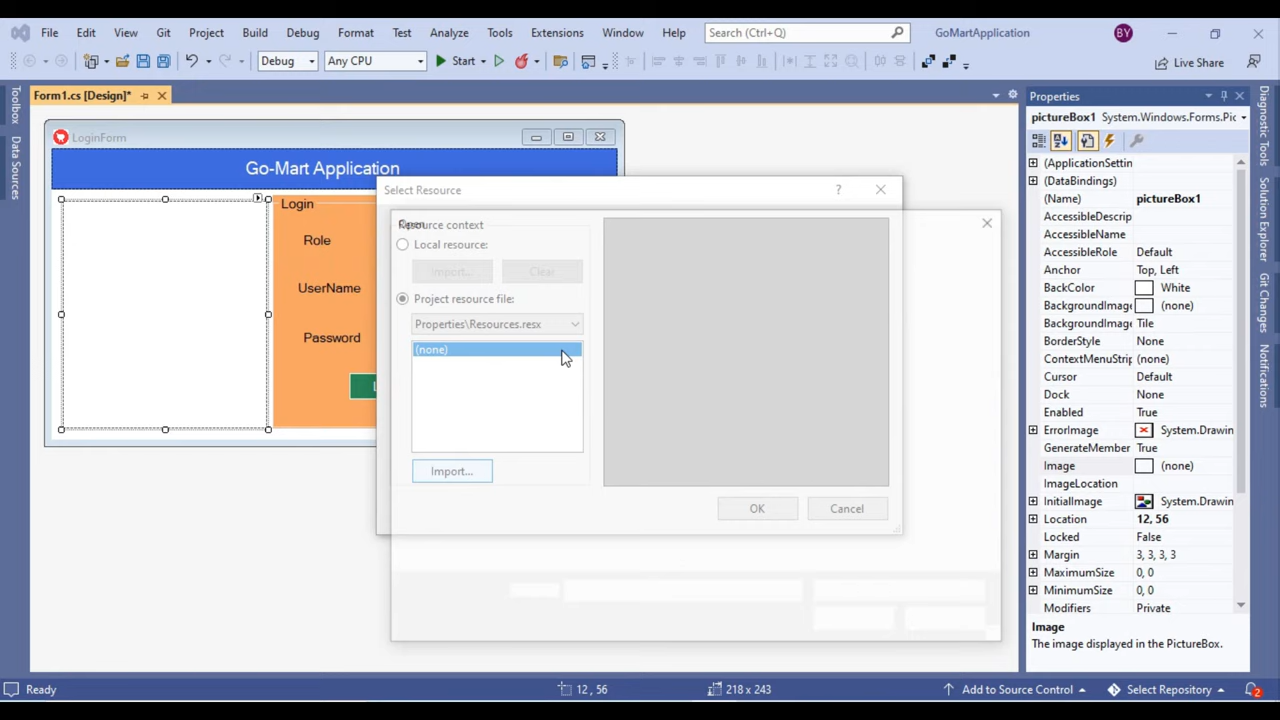 File Edit View Git Project Build Debug Format Test Analyze Tools Extensions Window Help Search (Ctrl+Q) GoMartApplication BY
Debug Any CPU Start Live Share
Form1.cs [Design]*
Toolbox
Data Sources
LoginForm
Go-Mart Application
Login
Role
UserName
Password
L
Select Resource
?
Open
Resource context
Local resource:
Import... Clear
Project resource file:
Properties\Resources.resx
(none)
Import...
OK Cancel
Properties
pictureBox1 System.Windows.Forms.Pic
(ApplicationSettin
(DataBindings)
(Name) pictureBox1
AccessibleDescrip
AccessibleName
AccessibleRole Default
Anchor Top, Left
BackColor White
BackgroundImage (none)
BackgroundImage Tile
BorderStyle None
ContextMenuStrip (none)
Cursor Default
Dock None
Enabled True
ErrorImage System.Drawin
GenerateMember True
Image (none)
ImageLocation
InitialImage System.Drawin
Location 12, 56
Locked False
Margin 3, 3, 3, 3
MaximumSize 0, 0
MinimumSize 0, 0
Modifiers Private
Image
The image displayed in the PictureBox.
Diagnostic Tools
Solution Explorer
Git Changes
Notifications
Ready 12 , 56 218 x 243 Add to Source Control Select Repository 2